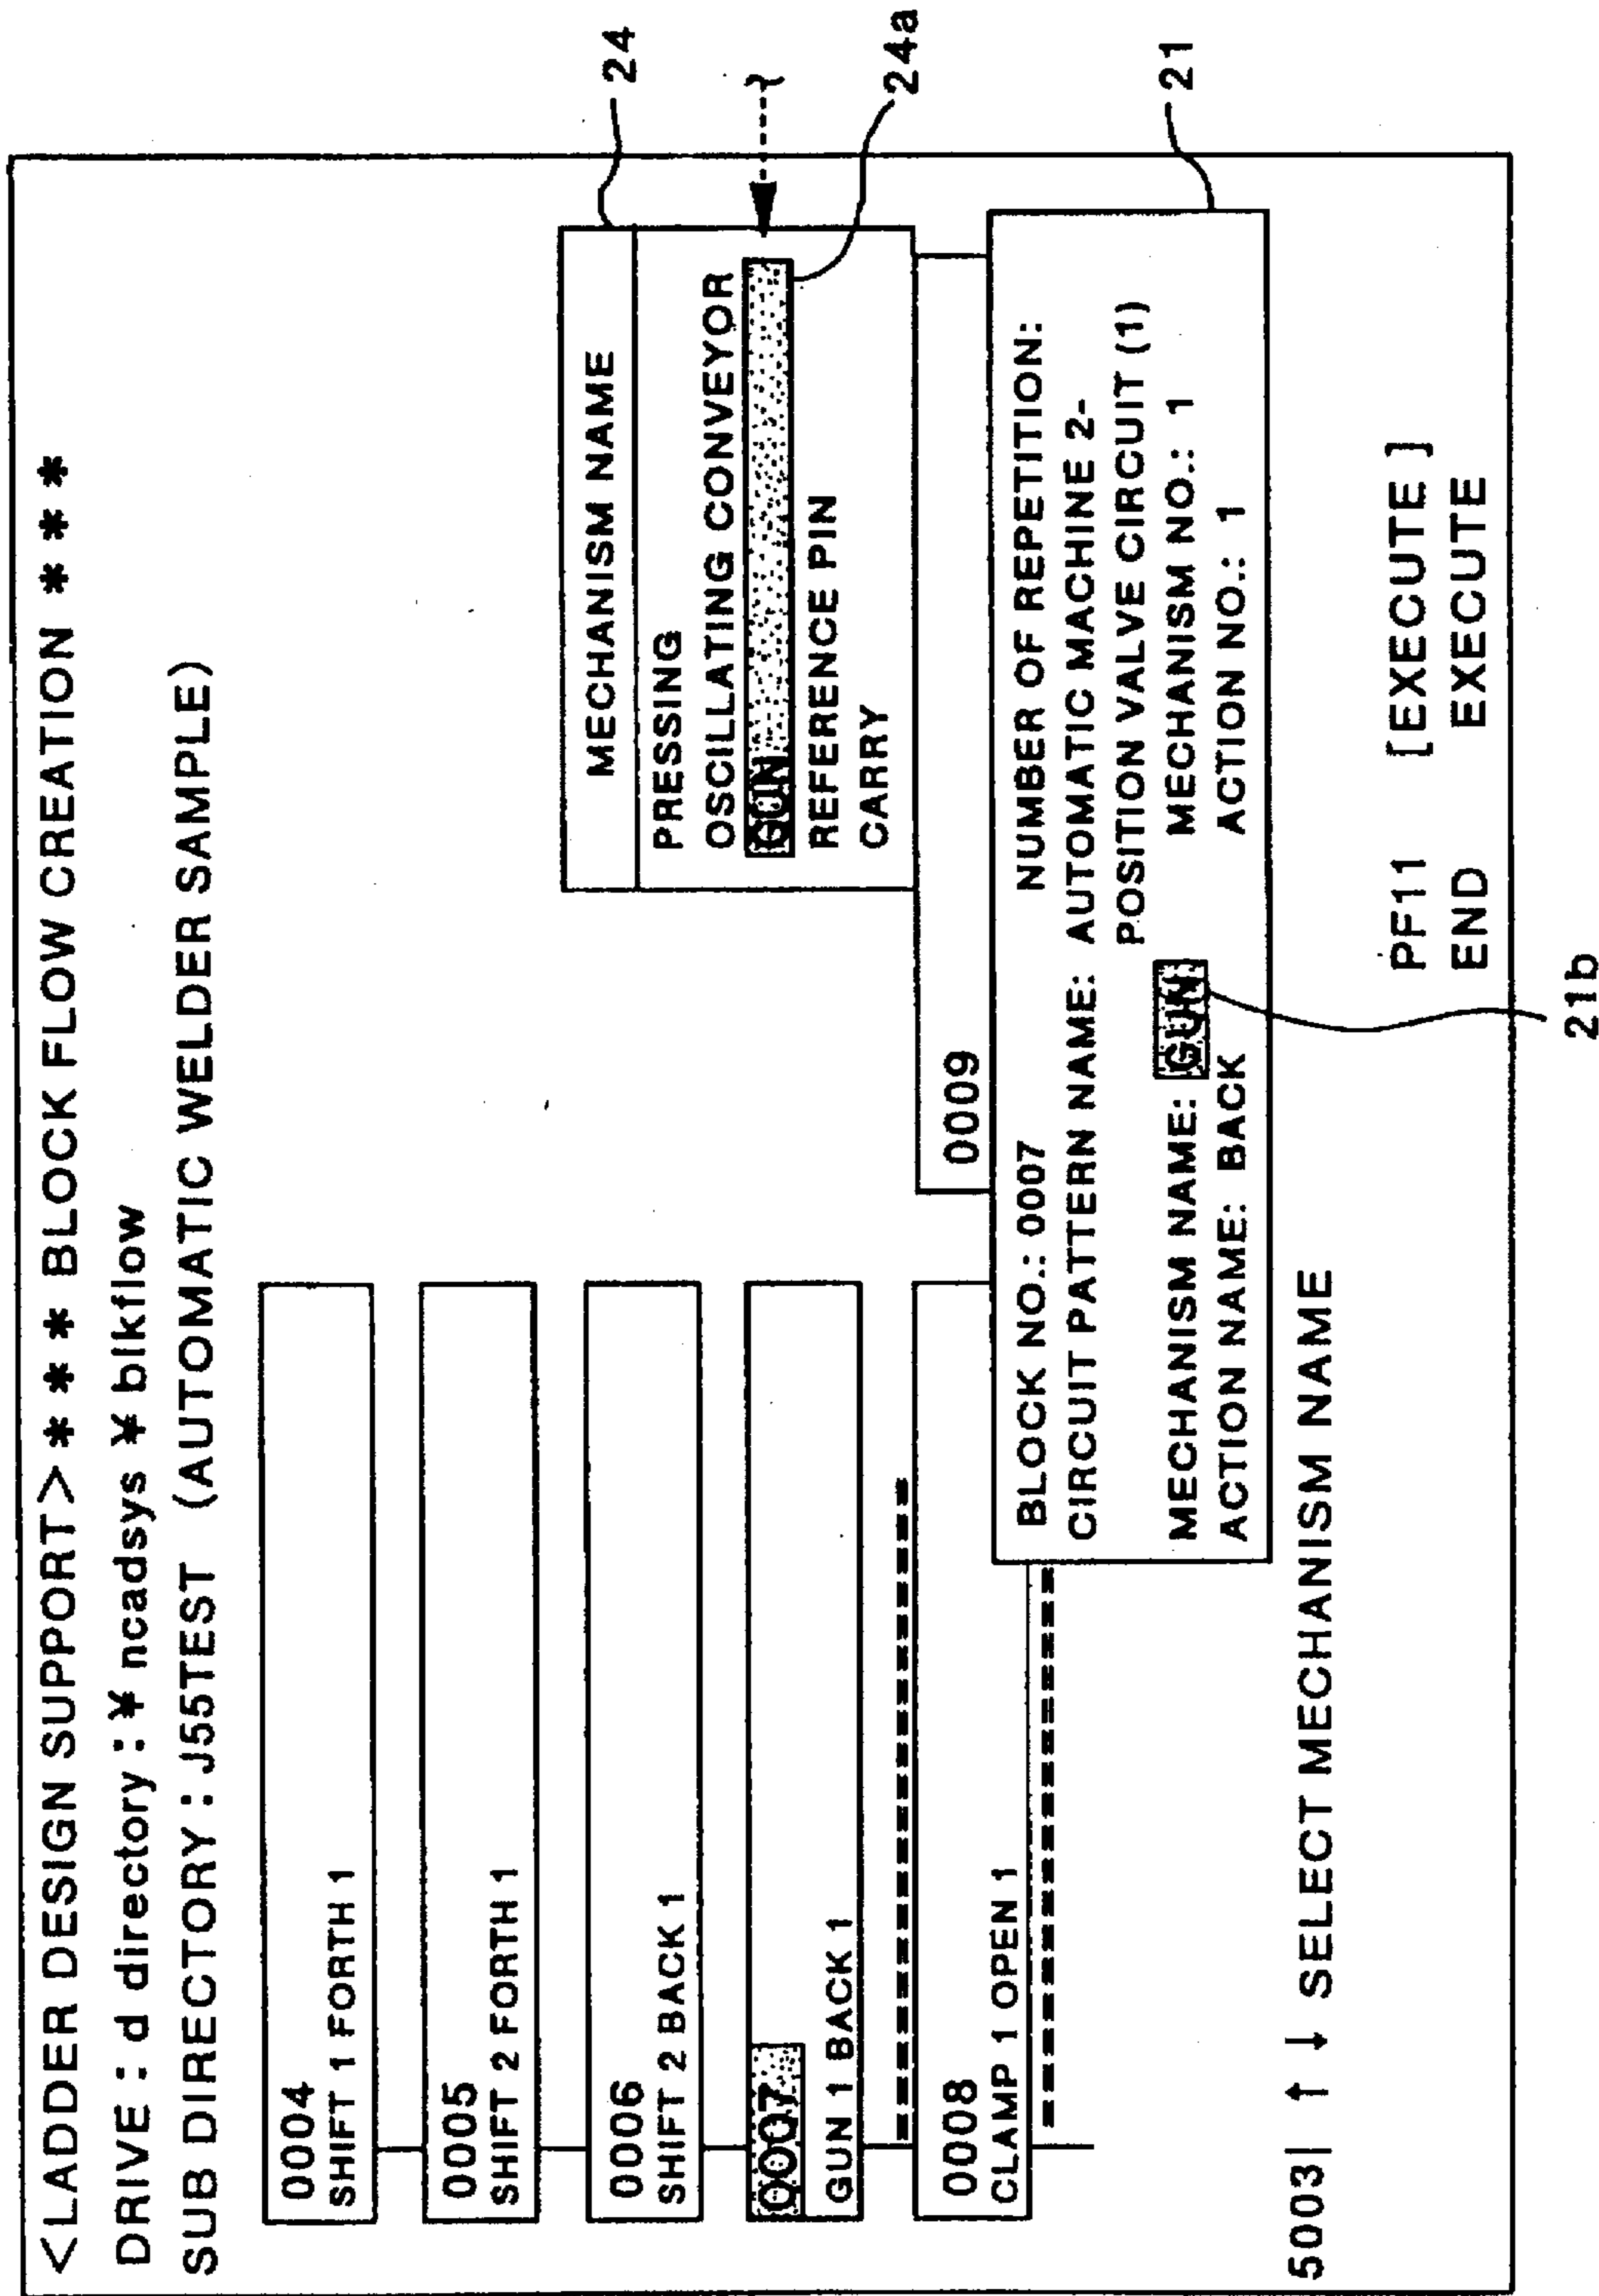 <LADDER DESIGN SUPPORT> * * * BLOCK FLOW CREATION * * *
DRIVE : d directory : ¥ ncadsys ¥ blkflow
SUB DIRECTORY : J55TEST (AUTOMATIC WELDER SAMPLE)
0004
SHIFT 1 FORTH 1
0005
SHIFT 2 FORTH 1
0006
SHIFT 2 BACK 1
0007
GUN 1 BACK 1
0008
CLAMP 1 OPEN 1
MECHANISM NAME
PRESSING
OSCILLATING CONVEYOR
GUN
REFERENCE PIN
CARRY
24
24a
0009
BLOCK NO.: 0007 NUMBER OF REPETITION:
CIRCUIT PATTERN NAME: AUTOMATIC MACHINE 2-
POSITION VALVE CIRCUIT (1)
MECHANISM NAME: GUN MECHANISM NO.: 1
ACTION NAME: BACK ACTION NO.: 1
21
21b
5003| ↑ ↓ SELECT MECHANISM NAME
PF11 [EXECUTE ]
END EXECUTE